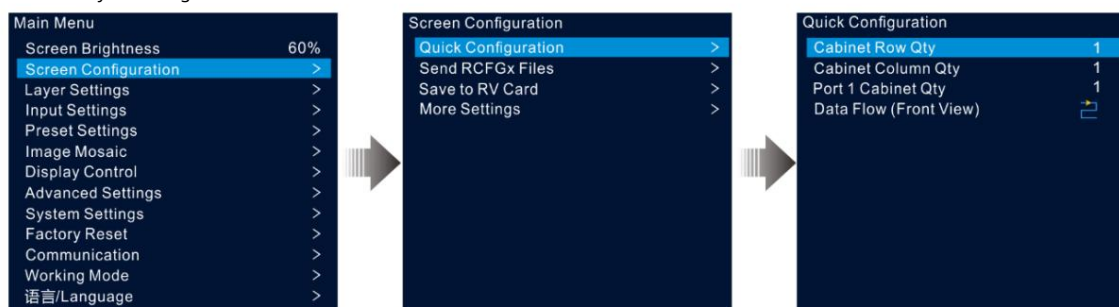 Main Menu
Screen Brightness 60%
Screen Configuration >
Layer Settings >
Input Settings >
Preset Settings >
Image Mosaic >
Display Control >
Advanced Settings >
System Settings >
Factory Reset >
Communication >
Working Mode >
语言/Language >
Screen Configuration
Quick Configuration >
Send RCFGx Files >
Save to RV Card >
More Settings >
Quick Configuration
Cabinet Row Qty 1
Cabinet Column Qty 1
Port 1 Cabinet Qty 1
Data Flow (Front View)